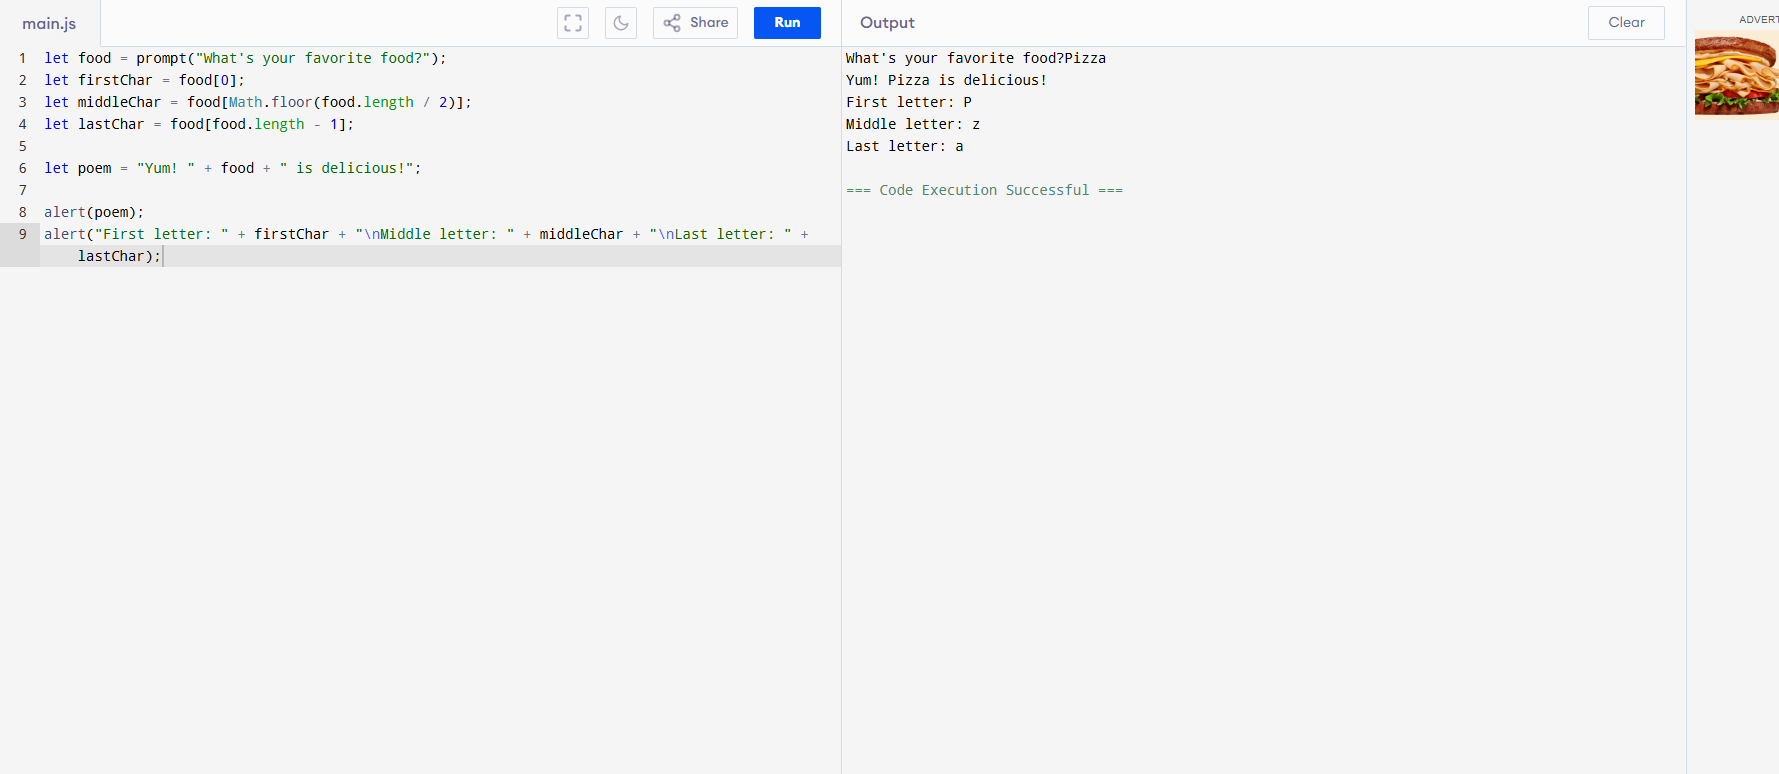 main.js
Share
Run
Output
Clear
ADVERT
1 let food = prompt("What's your favorite food?");
2 let firstChar = food[0];
3 let middleChar = food[Math.floor(food.length / 2)];
4 let lastChar = food[food.length - 1];
5
6 let poem = "Yum! " + food + " is delicious!";
7
8 alert(poem);
9 alert("First letter: " + firstChar + "\nMiddle letter: " + middleChar + "\nLast letter: " +
lastChar);
What's your favorite food?Pizza
Yum! Pizza is delicious!
First letter: P
Middle letter: z
Last letter: a
=== Code Execution Successful ===